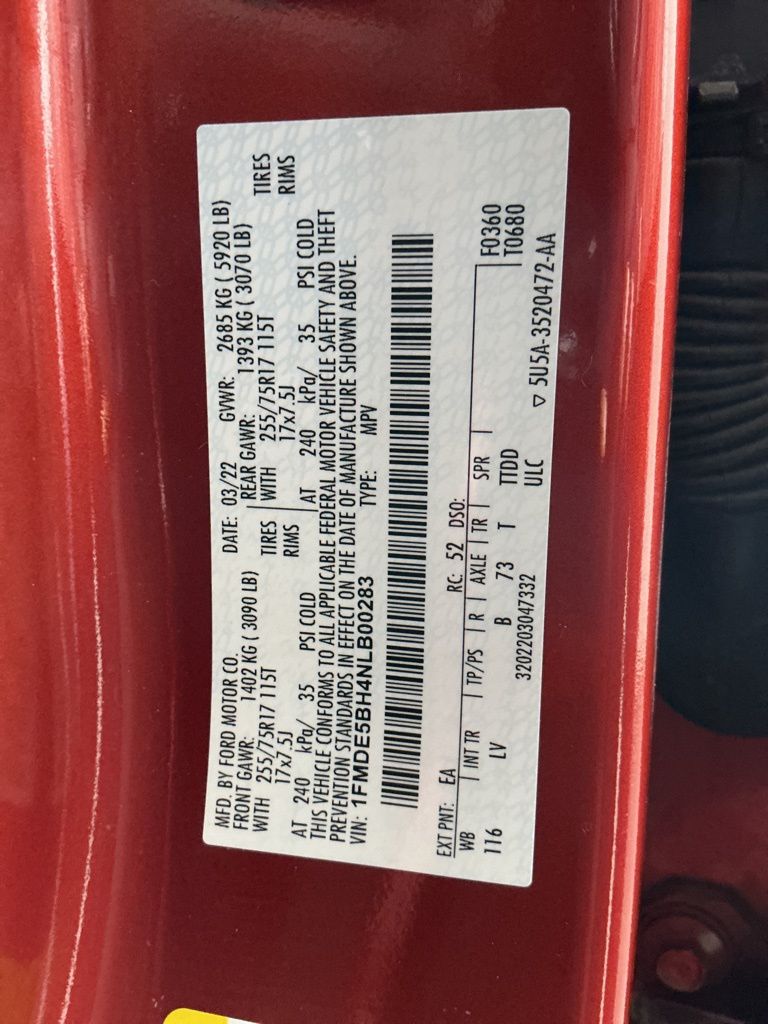 MFD. BY FORD MOTOR CO.
DATE: 03/22 GVWR: 2685 KG ( 5920 LB)
FRONT GAWR: 1402 KG ( 3090 LB) REAR GAWR: 1393 KG ( 3070 LB)
WITH 255/75R17 115T TIRES WITH 255/75R17 115T TIRES
17x7.5J RIMS 17x7.5J RIMS
AT 240 kPa/ 35 PSI COLD AT 240 kPa/ 35 PSI COLD
THIS VEHICLE CONFORMS TO ALL APPLICABLE FEDERAL MOTOR VEHICLE SAFETY AND THEFT
PREVENTION STANDARDS IN EFFECT ON THE DATE OF MANUFACTURE SHOWN ABOVE.
VIN: 1FMDE5BH4NLB00283 TYPE: MPV
EXT PNT: EA RC: 52 DSO:
WB INT TR TP/PS R AXLE TR SPR F0360
116 LV B 73 T TTDD T0680
3202203047332 ULC ▽ 5U5A-3520472-AA